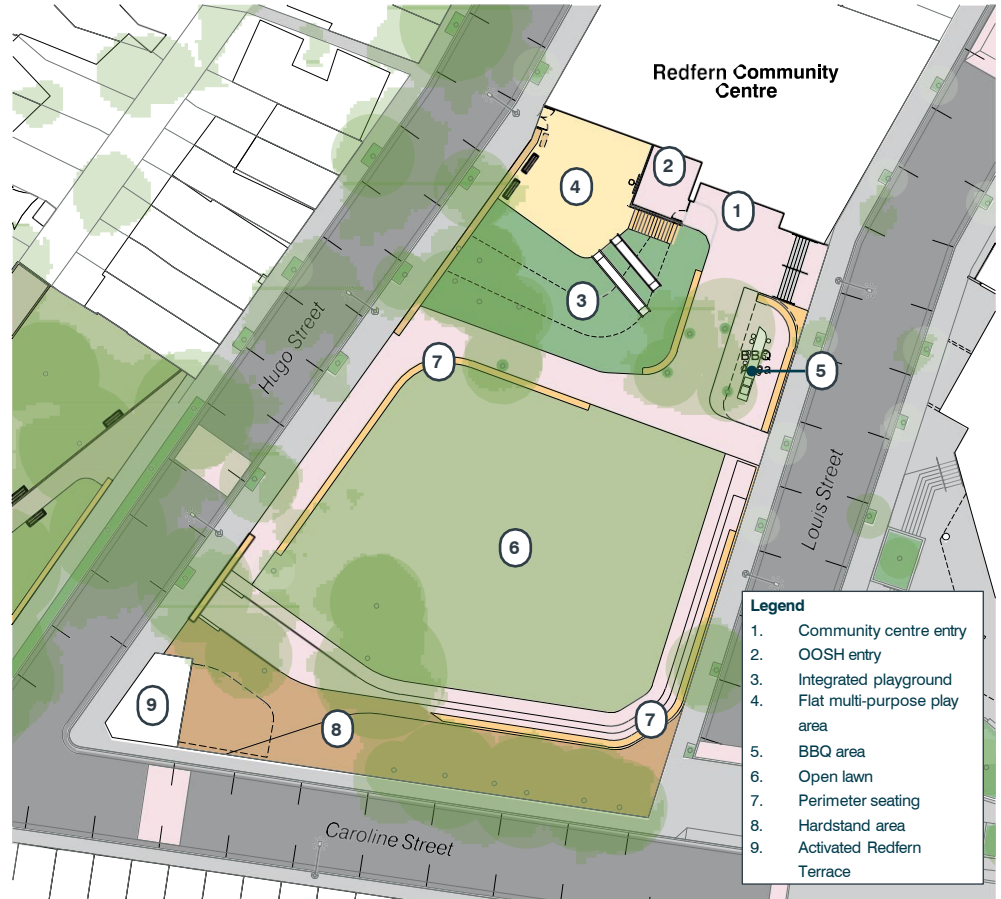 Redfern Community
Centre
2
4
1
3
Hugo Street
BBQ
Area
7
5
Louis Street
6
Legend
1. Community centre entry
2. OOSH entry
3. Integrated playground
4. Flat multi-purpose play
area
5. BBQ area
6. Open lawn
7. Perimeter seating
8. Hardstand area
9. Activated Redfern
Terrace
9
7
8
Caroline Street